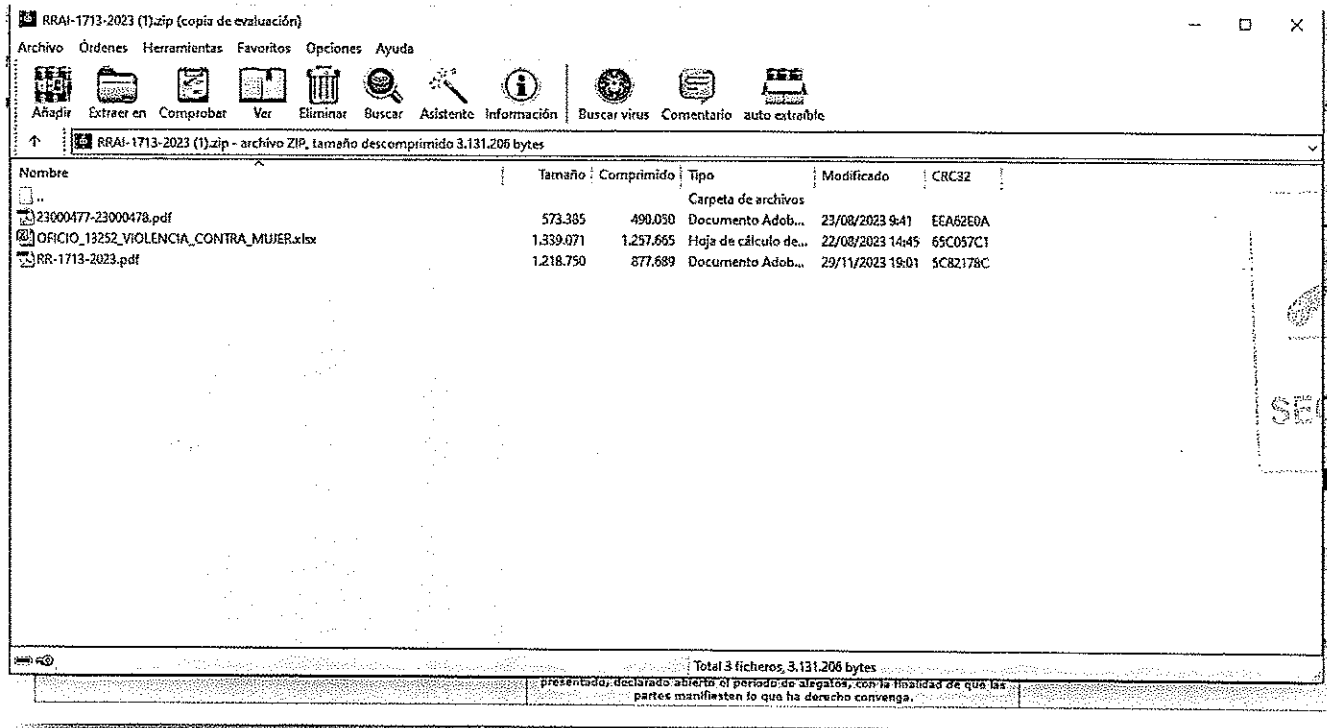 RRAI-1713-2023 (1).zip (copia de evaluación)
Archivo Órdenes Herramientas Favoritos Opciones Ayuda
Añadir Extraer en Comprobar Ver Eliminar Buscar Asistente Información Buscar virus Comentario auto extraíble
RRAI-1713-2023 (1).zip - archivo ZIP, tamaño descomprimido 3.131.206 bytes
Nombre Tamaño Comprimido Tipo Modificado CRC32
.. Carpeta de archivos
23000477-23000478.pdf 573.385 490.050 Documento Adob... 23/08/2023 9:41 EEA62E0A
OFICIO_13252_VIOLENCIA_CONTRA_MUJER.xlsx 1.339.071 1.257.665 Hoja de cálculo de... 22/08/2023 14:45 65C057C1
RR-1713-2023.pdf 1.218.750 877.689 Documento Adob... 29/11/2023 19:01 5C82178C
SE
Total 3 ficheros, 3.131.206 bytes
presentado, declarado abierto el periodo de alegatos, con la finalidad de que las
partes manifiesten lo que ha derecho convenga.